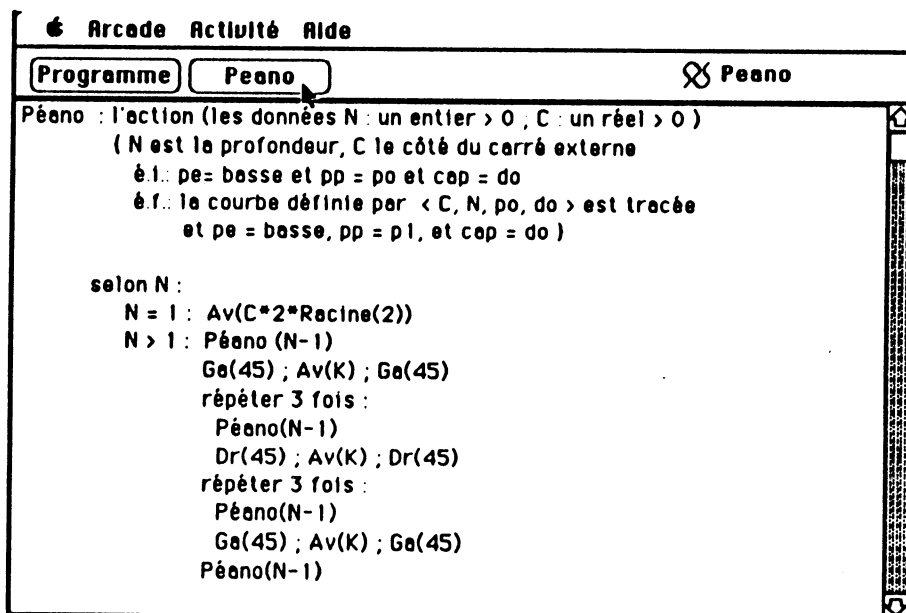 Arcade Activité Aide
Programme Peano Peano
Péano : l'action (les données N : un entier > 0 ; C : un réel > 0 )
( N est la profondeur, C le côté du carré externe
é.i.: pe= basse et pp = po et cap = do
é.f.: la courbe définie par < C, N, po, do > est tracée
et pe = basse, pp = p1, et cap = do )
selon N :
N = 1 : Av(C*2*Racine(2))
N > 1 : Péano (N-1)
Ga(45) ; Av(K) ; Ga(45)
répéter 3 fois :
Péano(N-1)
Dr(45) ; Av(K) ; Dr(45)
répéter 3 fois :
Péano(N-1)
Ga(45) ; Av(K) ; Ga(45)
Péano(N-1)